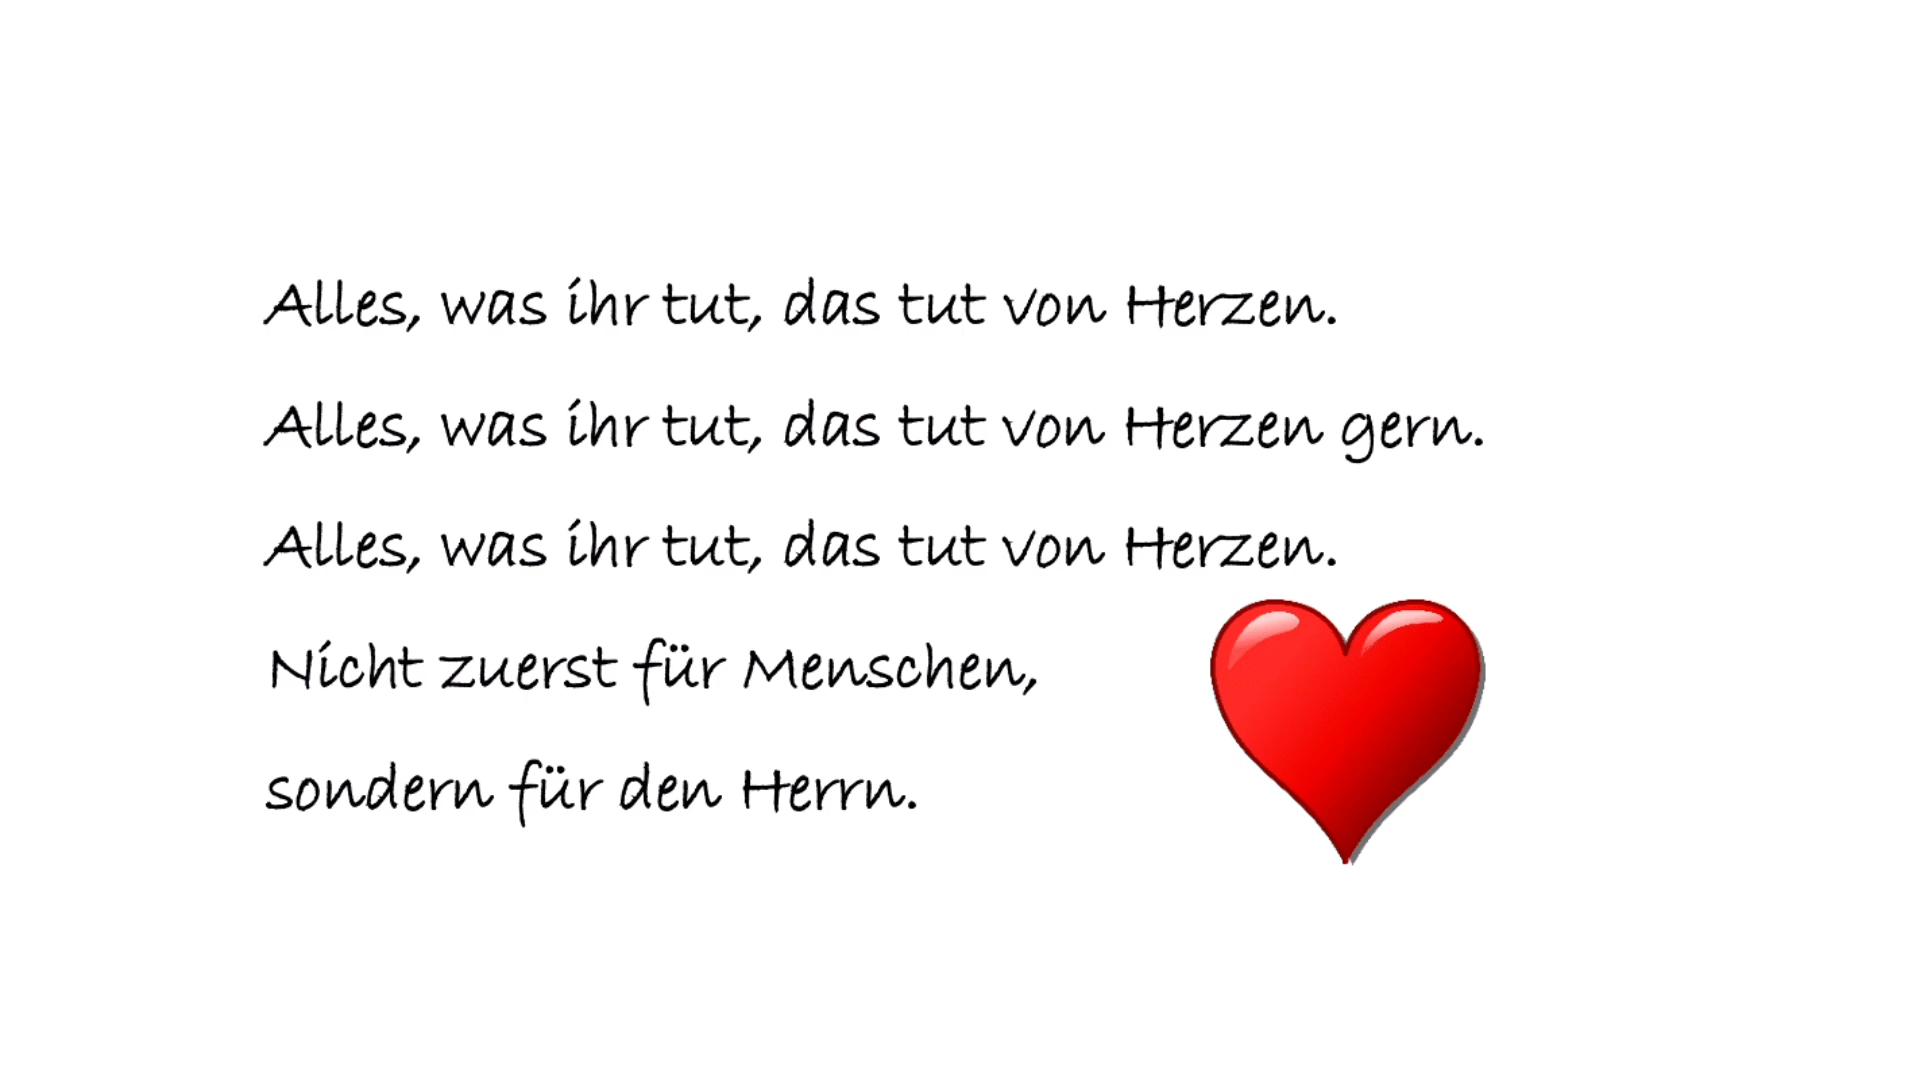 Alles, was ihr tut, das tut von Herzen.
Alles, was ihr tut, das tut von Herzen gern.
Alles, was ihr tut, das tut von Herzen.
Nicht zuerst für Menschen,
sondern für den Herrn.